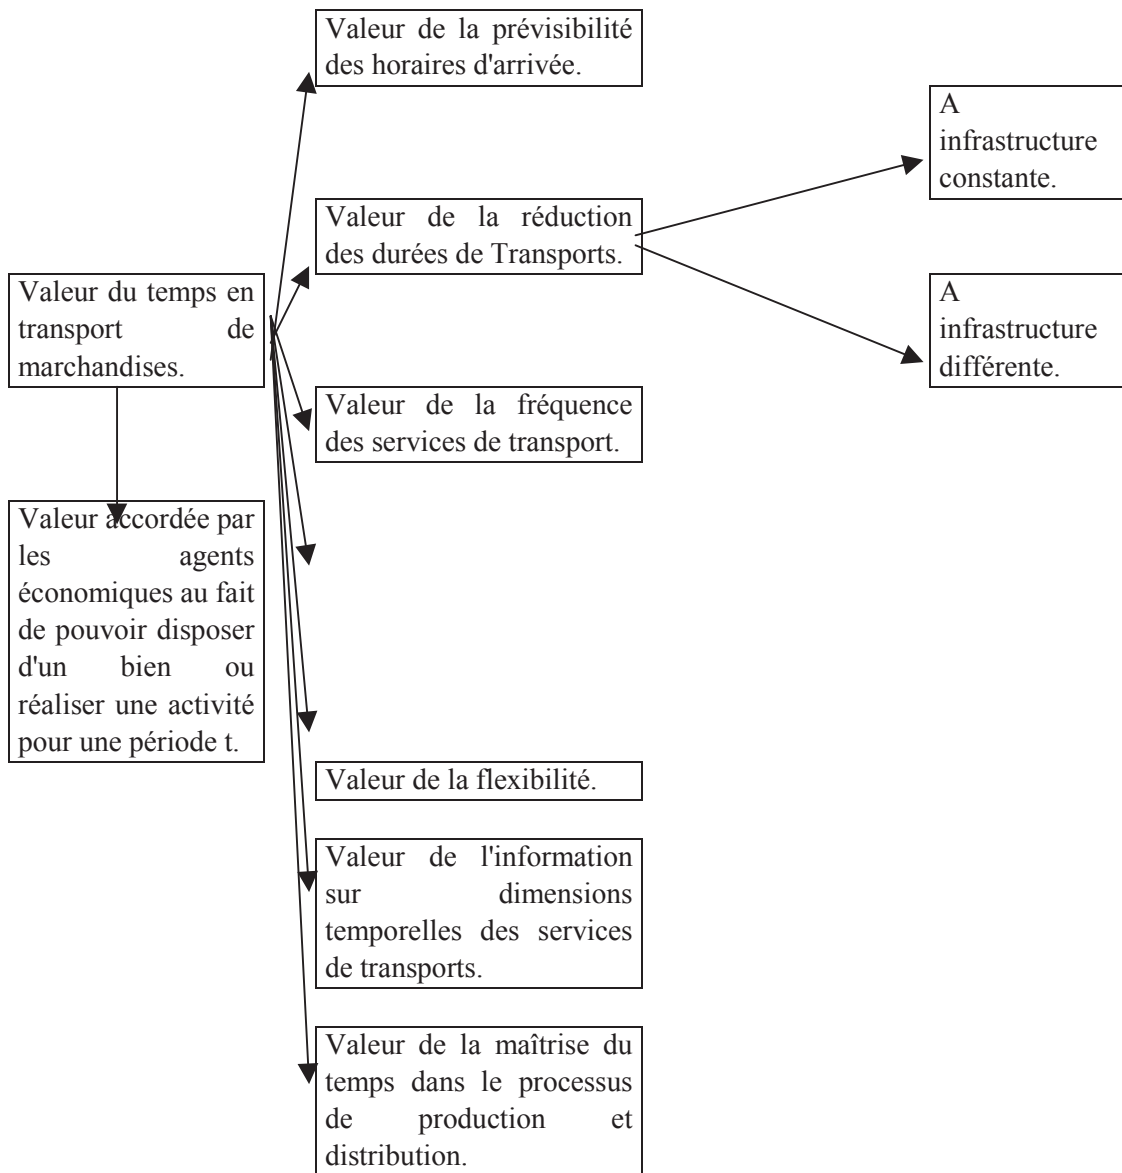 Valeur de la prévisibilité
des horaires d'arrivée.
A
infrastructure
constante.
Valeur de la réduction
des durées de Transports.
Valeur du temps en
transport de
marchandises.
A
infrastructure
différente.
Valeur de la fréquence
des services de transport.
Valeur accordée par
les agents
économiques au fait
de pouvoir disposer
d'un bien ou
réaliser une activité
pour une période t.
Valeur de la flexibilité.
Valeur de l'information
sur dimensions
temporelles des services
de transports.
Valeur de la maîtrise du
temps dans le processus
de production et
distribution.